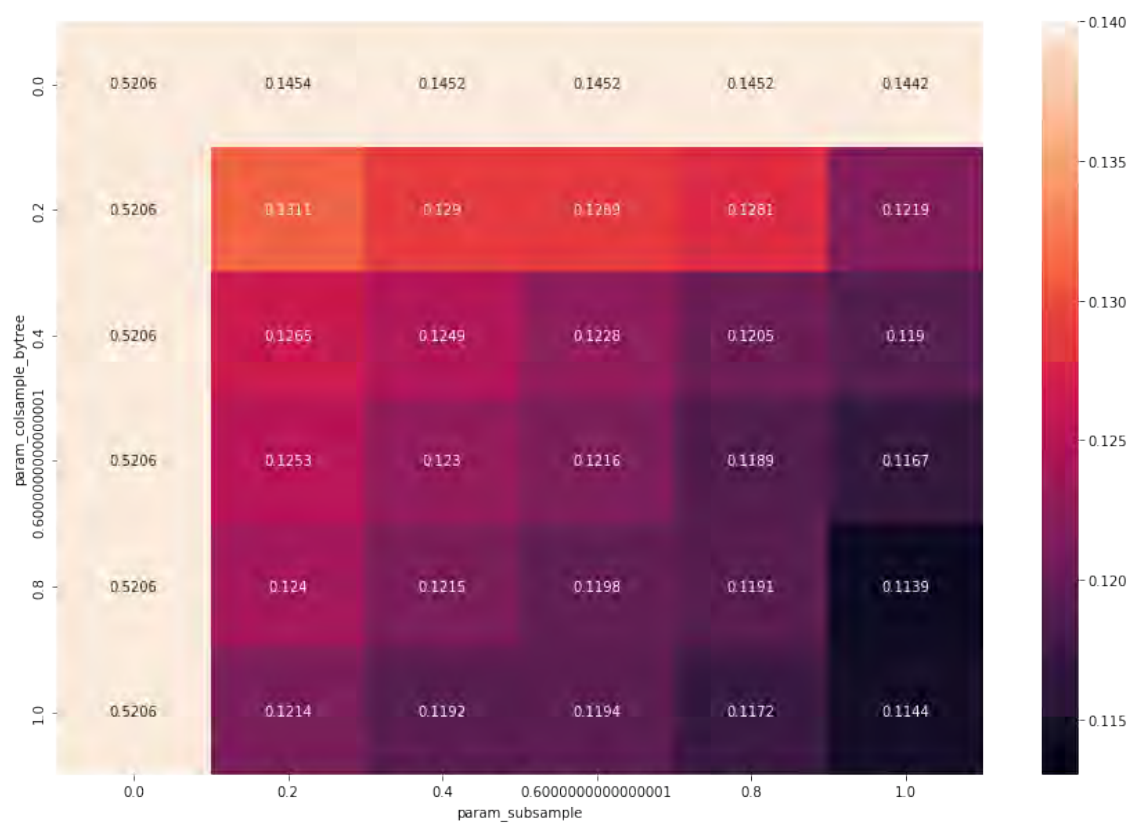 0.0 0.5206 0.1454 0.1452 0.1452 0.1452 0.1442
0.2 0.5206 0.1311 0.129 0.1289 0.1281 0.1219
0.4 0.5206 0.1265 0.1249 0.1228 0.1205 0.119
0.6000000000000001 0.5206 0.1253 0.123 0.1216 0.1189 0.1167
0.8 0.5206 0.124 0.1215 0.1198 0.1191 0.1139
1.0 0.5206 0.1214 0.1192 0.1194 0.1172 0.1144
param_colsample_bytree
0.0 0.2 0.4 0.6000000000000001 0.8 1.0
param_subsample
0.140
0.135
0.130
0.125
0.120
0.115